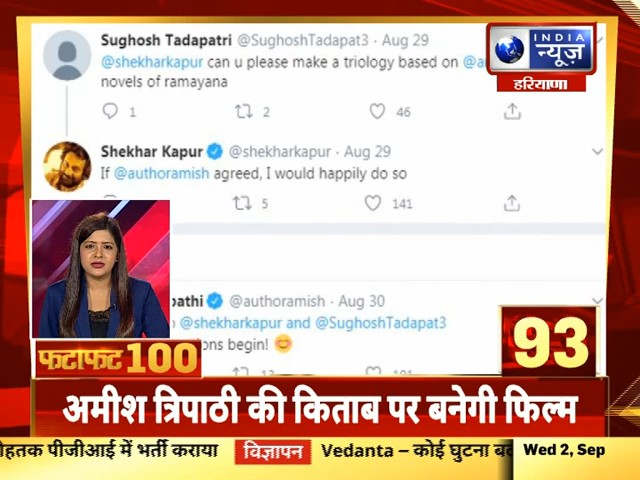 Sughosh Tadapatri @SughoshTadapat3 · Aug 29
@shekharkapur can u please make a triology based on
novels of ramayana
1 2 46
INDIA
न्यूज़
हरियाणा
Shekhar Kapur @shekharkapur · Aug 29
If @authoramish agreed, I would happily do so
5 141
@authoramish · Aug 30
@shekharkapur and @SughoshTadapat3
begin!
फटाफट 100
93
अमीश त्रिपाठी की किताब पर बनेगी फिल्म
पीजीआई में भर्ती कराया विज्ञापन Vedanta – कोई घुटना Wed 2, Sep